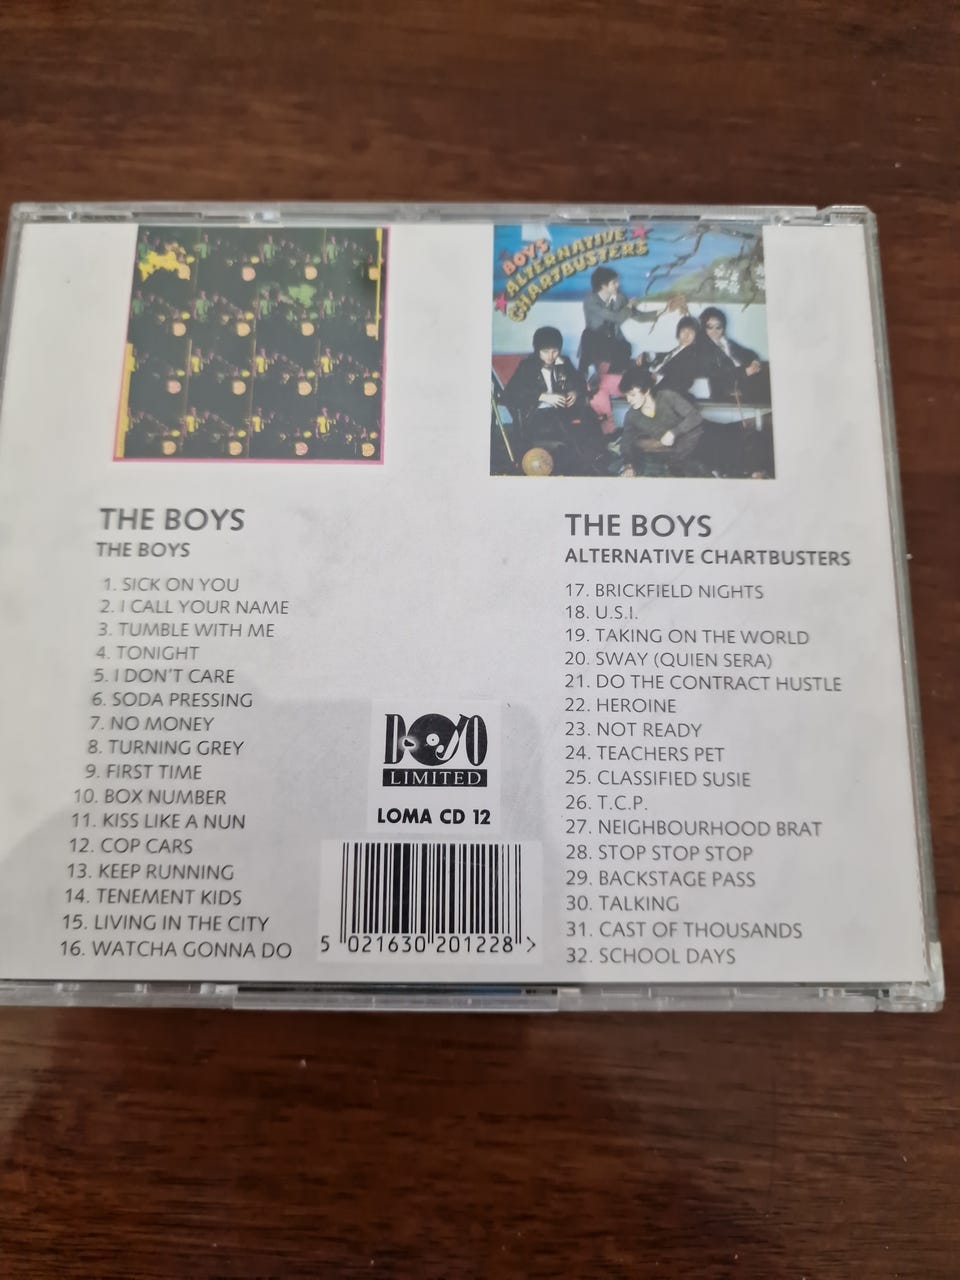 BOYS
ALTERNATIVE
CHARTBUSTERS
THE BOYS
THE BOYS
1. SICK ON YOU
2. I CALL YOUR NAME
3. TUMBLE WITH ME
4. TONIGHT
5. I DON'T CARE
6. SODA PRESSING
7. NO MONEY
8. TURNING GREY
9. FIRST TIME
10. BOX NUMBER
11. KISS LIKE A NUN
12. COP CARS
13. KEEP RUNNING
14. TENEMENT KIDS
15. LIVING IN THE CITY
16. WATCHA GONNA DO
DOJO
LIMITED
LOMA CD 12
5 021630 201228 >
THE BOYS
ALTERNATIVE CHARTBUSTERS
17. BRICKFIELD NIGHTS
18. U.S.I.
19. TAKING ON THE WORLD
20. SWAY (QUIEN SERA)
21. DO THE CONTRACT HUSTLE
22. HEROINE
23. NOT READY
24. TEACHERS PET
25. CLASSIFIED SUSIE
26. T.C.P.
27. NEIGHBOURHOOD BRAT
28. STOP STOP STOP
29. BACKSTAGE PASS
30. TALKING
31. CAST OF THOUSANDS
32. SCHOOL DAYS